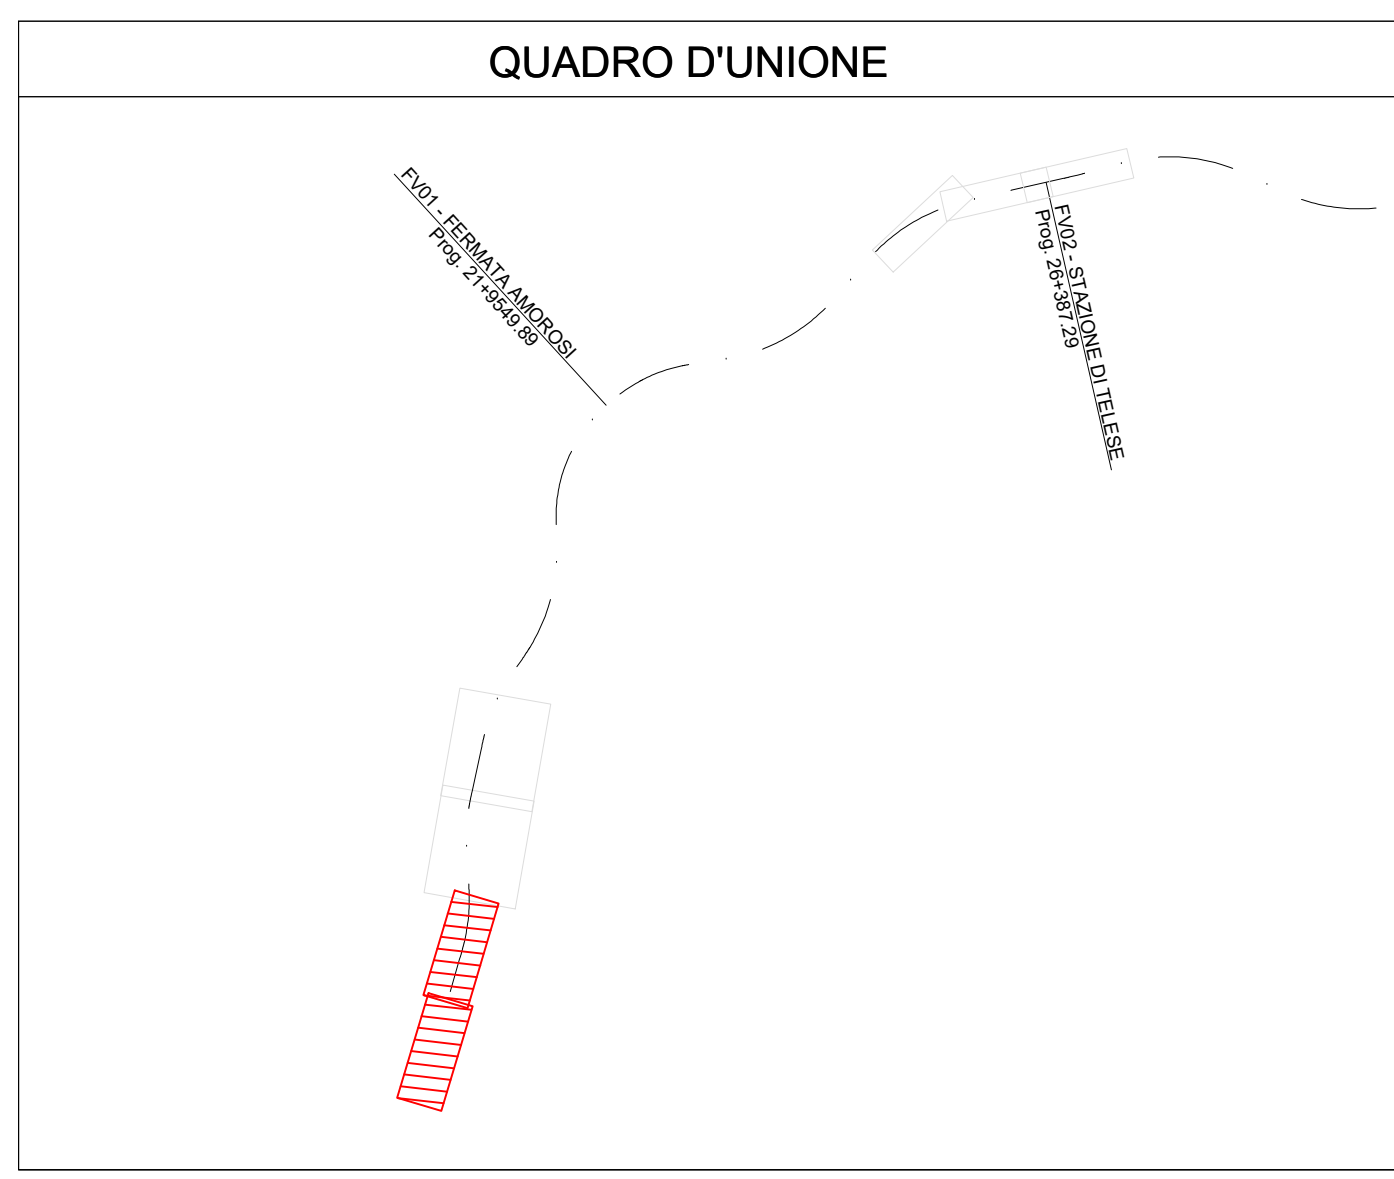 QUADRO D'UNIONE
FV01 - FERMATA AMOROSI
Prog. 21+9549.89
FV02 - STAZIONE DI TELESE
Prog. 26+387.29